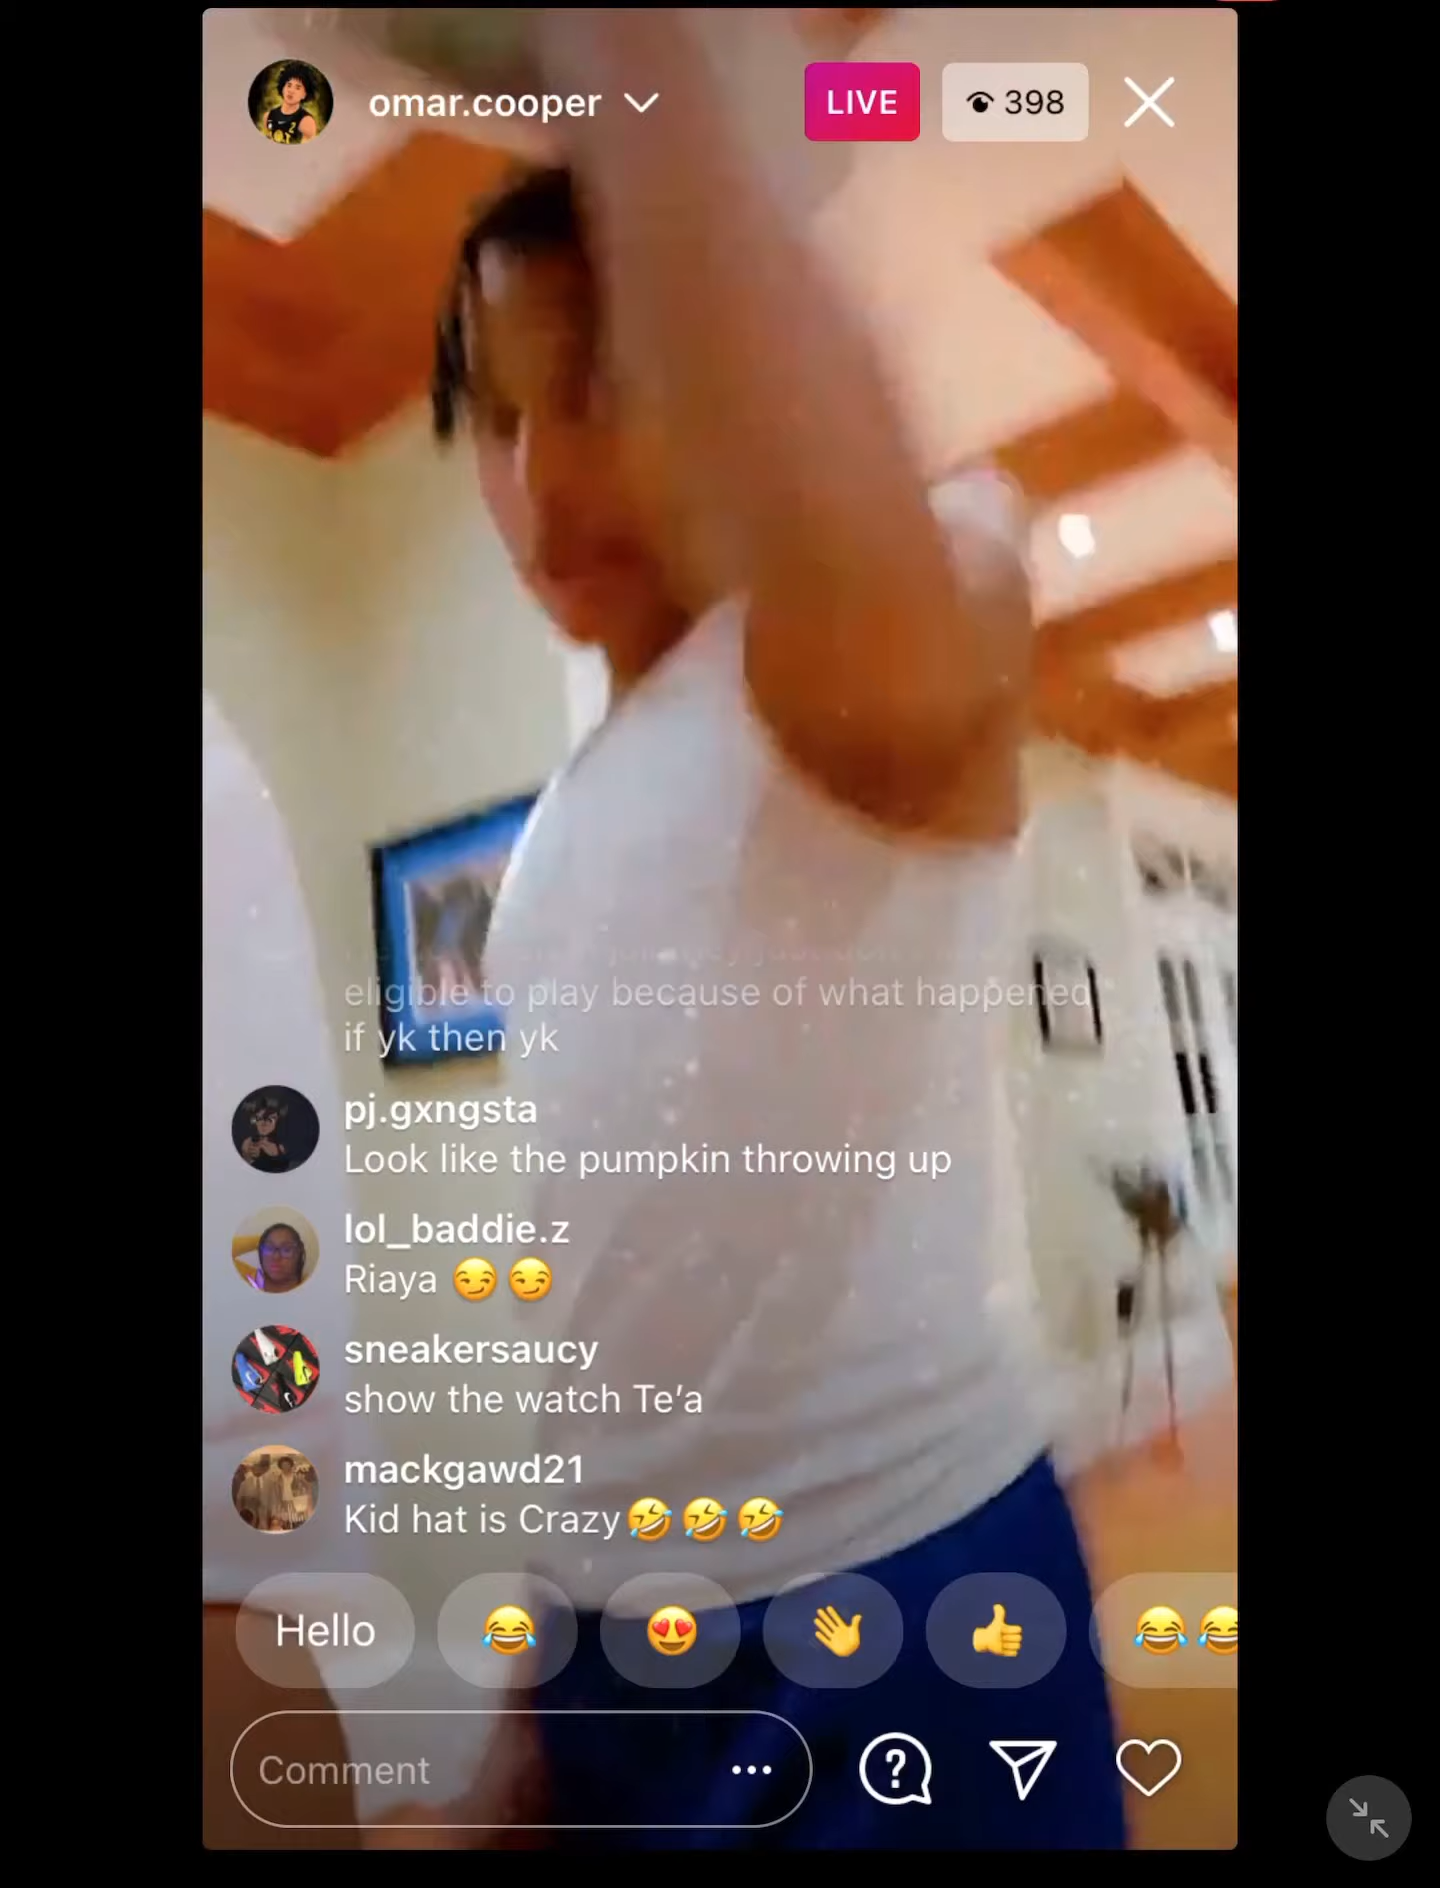 omar.cooper
LIVE
398
eligible to play because of what happened
if yk then yk
pj.gxngsta
Look like the pumpkin throwing up
lol_baddie.z
Riaya 😏😏
sneakersaucy
show the watch Te’a
mackgawd21
Kid hat is Crazy🤣🤣🤣
Hello 😂 😍 👋 👍 😂😂
Comment